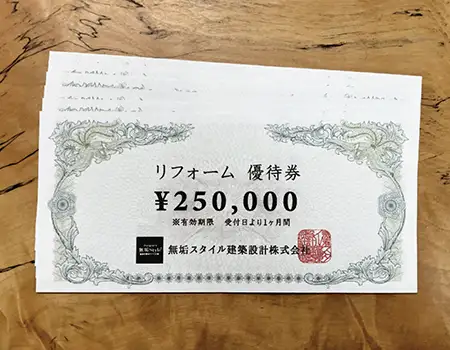 リフォーム 優待券
¥250,000
※有効期限 受付日より1ヶ月間
無垢スタイル建築設計株式会社